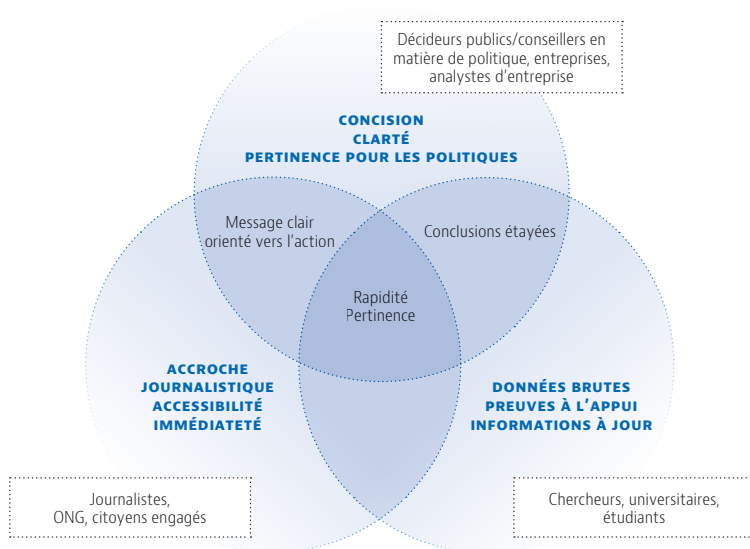 Décideurs publics/conseillers en
matière de politique, entreprises,
analystes d'entreprise
CONCISION
CLARTÉ
PERTINENCE POUR LES POLITIQUES
Message clair
orienté vers l'action
Conclusions étayées
Rapidité
Pertinence
ACCROCHE
JOURNALISTIQUE
ACCESSIBILITÉ
IMMÉDIATETÉ
DONNÉES BRUTES
PREUVES À L'APPUI
INFORMATIONS À JOUR
Journalistes,
ONG, citoyens engagés
Chercheurs, universitaires,
étudiants